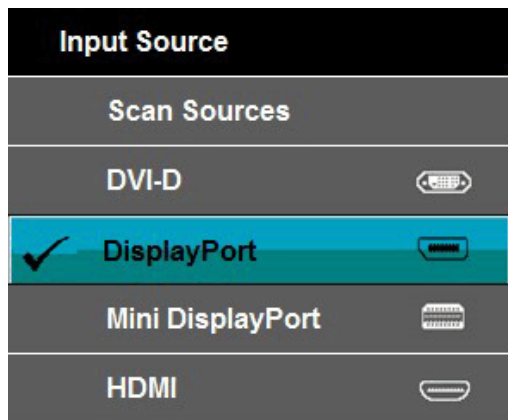 Input Source
Scan Sources
DVI-D
DisplayPort
Mini DisplayPort
HDMI